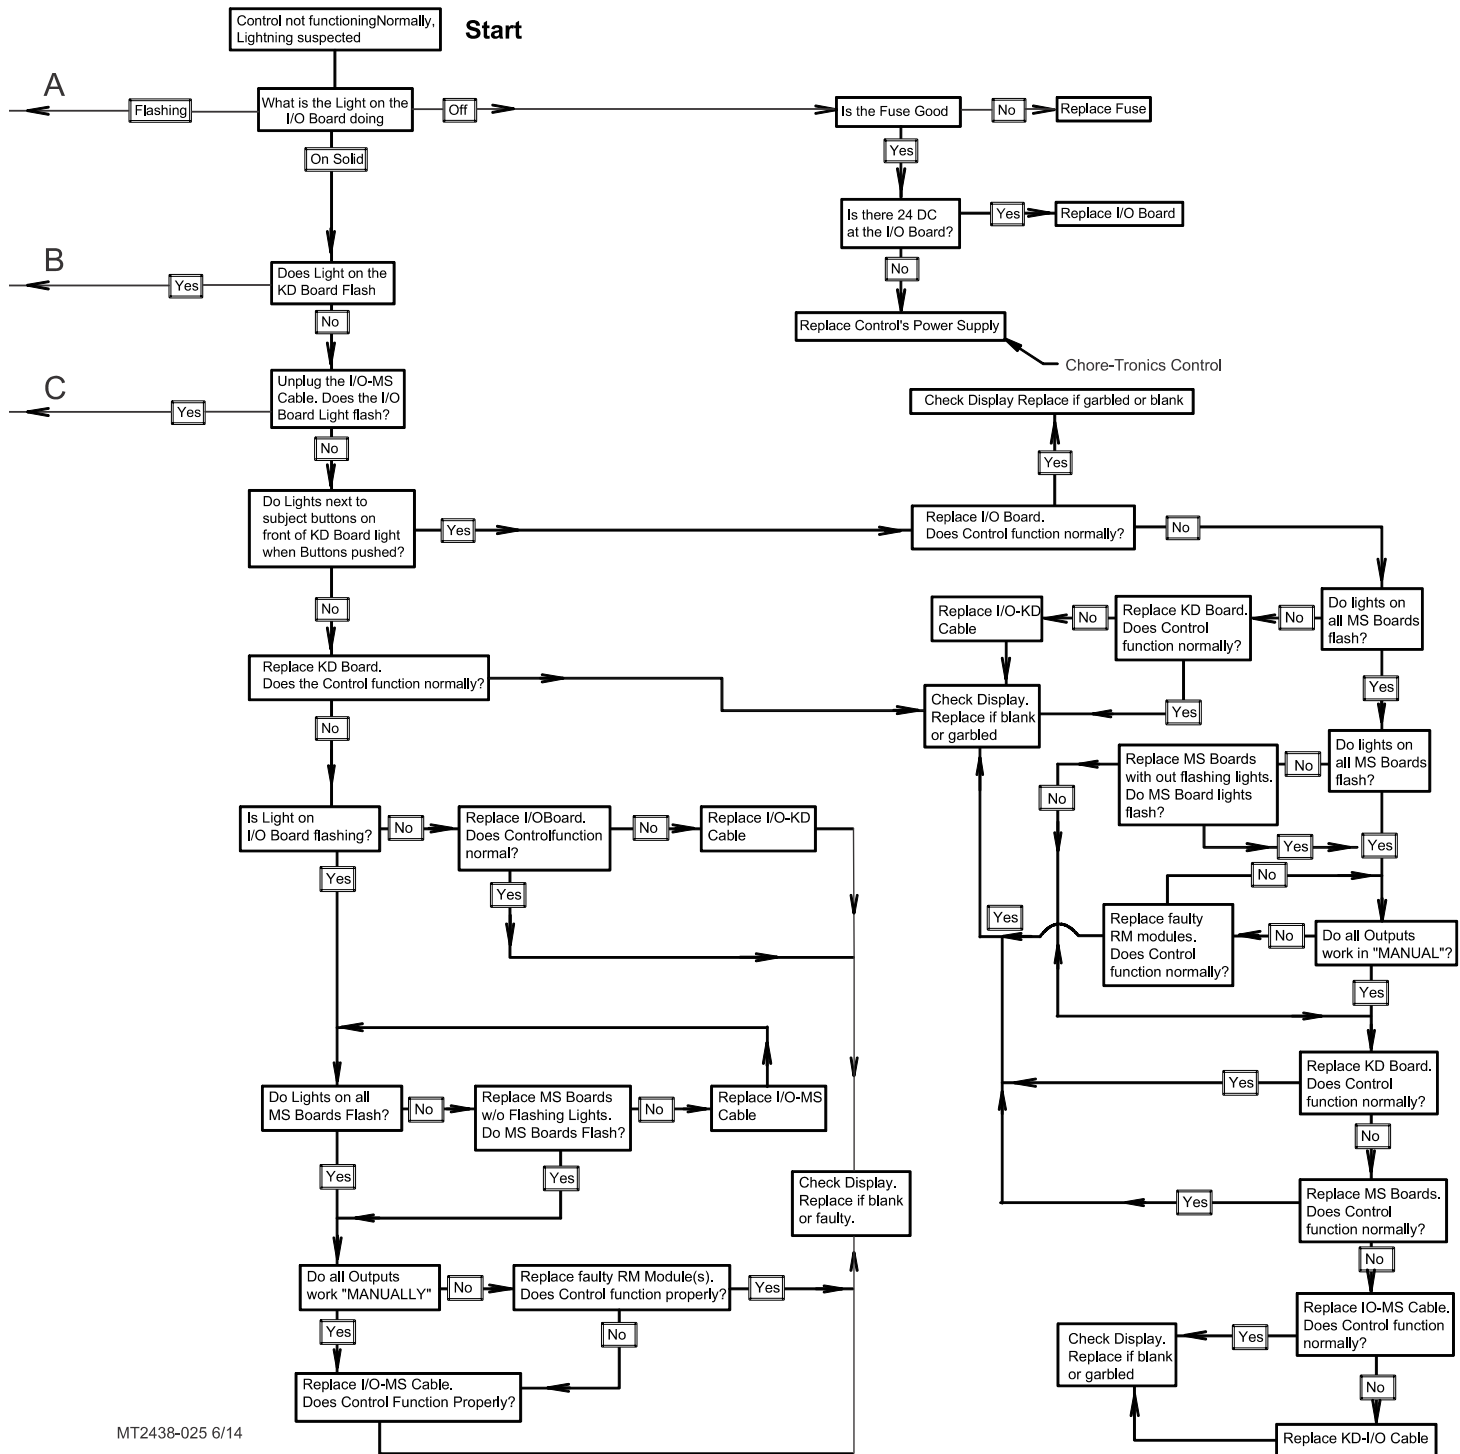 Control not functioningNormally,
Lightning suspected
Start
A
Flashing
What is the Light on the
I/O Board doing
Off
Is the Fuse Good
No
Replace Fuse
On Solid
Yes
Is there 24 DC
at the I/O Board?
Yes
Replace I/O Board
No
Replace Control's Power Supply
Chore-Tronics Control
B
Yes
Does Light on the
KD Board Flash
No
C
Yes
Unplug the I/O-MS
Cable. Does the I/O
Board Light flash?
No
Check Display Replace if garbled or blank
Yes
Do Lights next to
subject buttons on
front of KD Board light
when Buttons pushed?
Yes
Replace I/O Board.
Does Control function normally?
No
No
Replace I/O-KD
Cable
No
Replace KD Board.
Does Control
function normally?
No
Do lights on
all MS Boards
flash?
Replace KD Board.
Does the Control function normally?
Check Display.
Replace if blank
or garbled
Yes
Yes
No
Replace MS Boards
with out flashing lights.
Do MS Board lights
flash?
No
Do lights on
all MS Boards
flash?
No
Is Light on
I/O Board flashing?
No
Replace I/OBoard.
Does Controlfunction
normal?
No
Replace I/O-KD
Cable
Yes
Yes
Yes
Yes
No
Yes
Replace faulty
RM modules.
Does Control
function normally?
No
Do all Outputs
work in "MANUAL"?
Yes
Replace KD Board.
Does Control
function normally?
Yes
No
Do Lights on all
MS Boards Flash?
No
Replace MS Boards
w/o Flashing Lights.
Do MS Boards Flash?
No
Replace I/O-MS
Cable
Yes
Yes
Check Display.
Replace if blank
or faulty.
Yes
Replace MS Boards.
Does Control
function normally?
No
Do all Outputs
work "MANUALLY"
No
Replace faulty RM Module(s).
Does Control function properly?
Yes
Yes
No
Replace IO-MS Cable.
Does Control function
normally?
Yes
Check Display.
Replace if blank
or garbled
No
Replace I/O-MS Cable.
Does Control Function Properly?
Replace KD-I/O Cable
MT2438-025 6/14